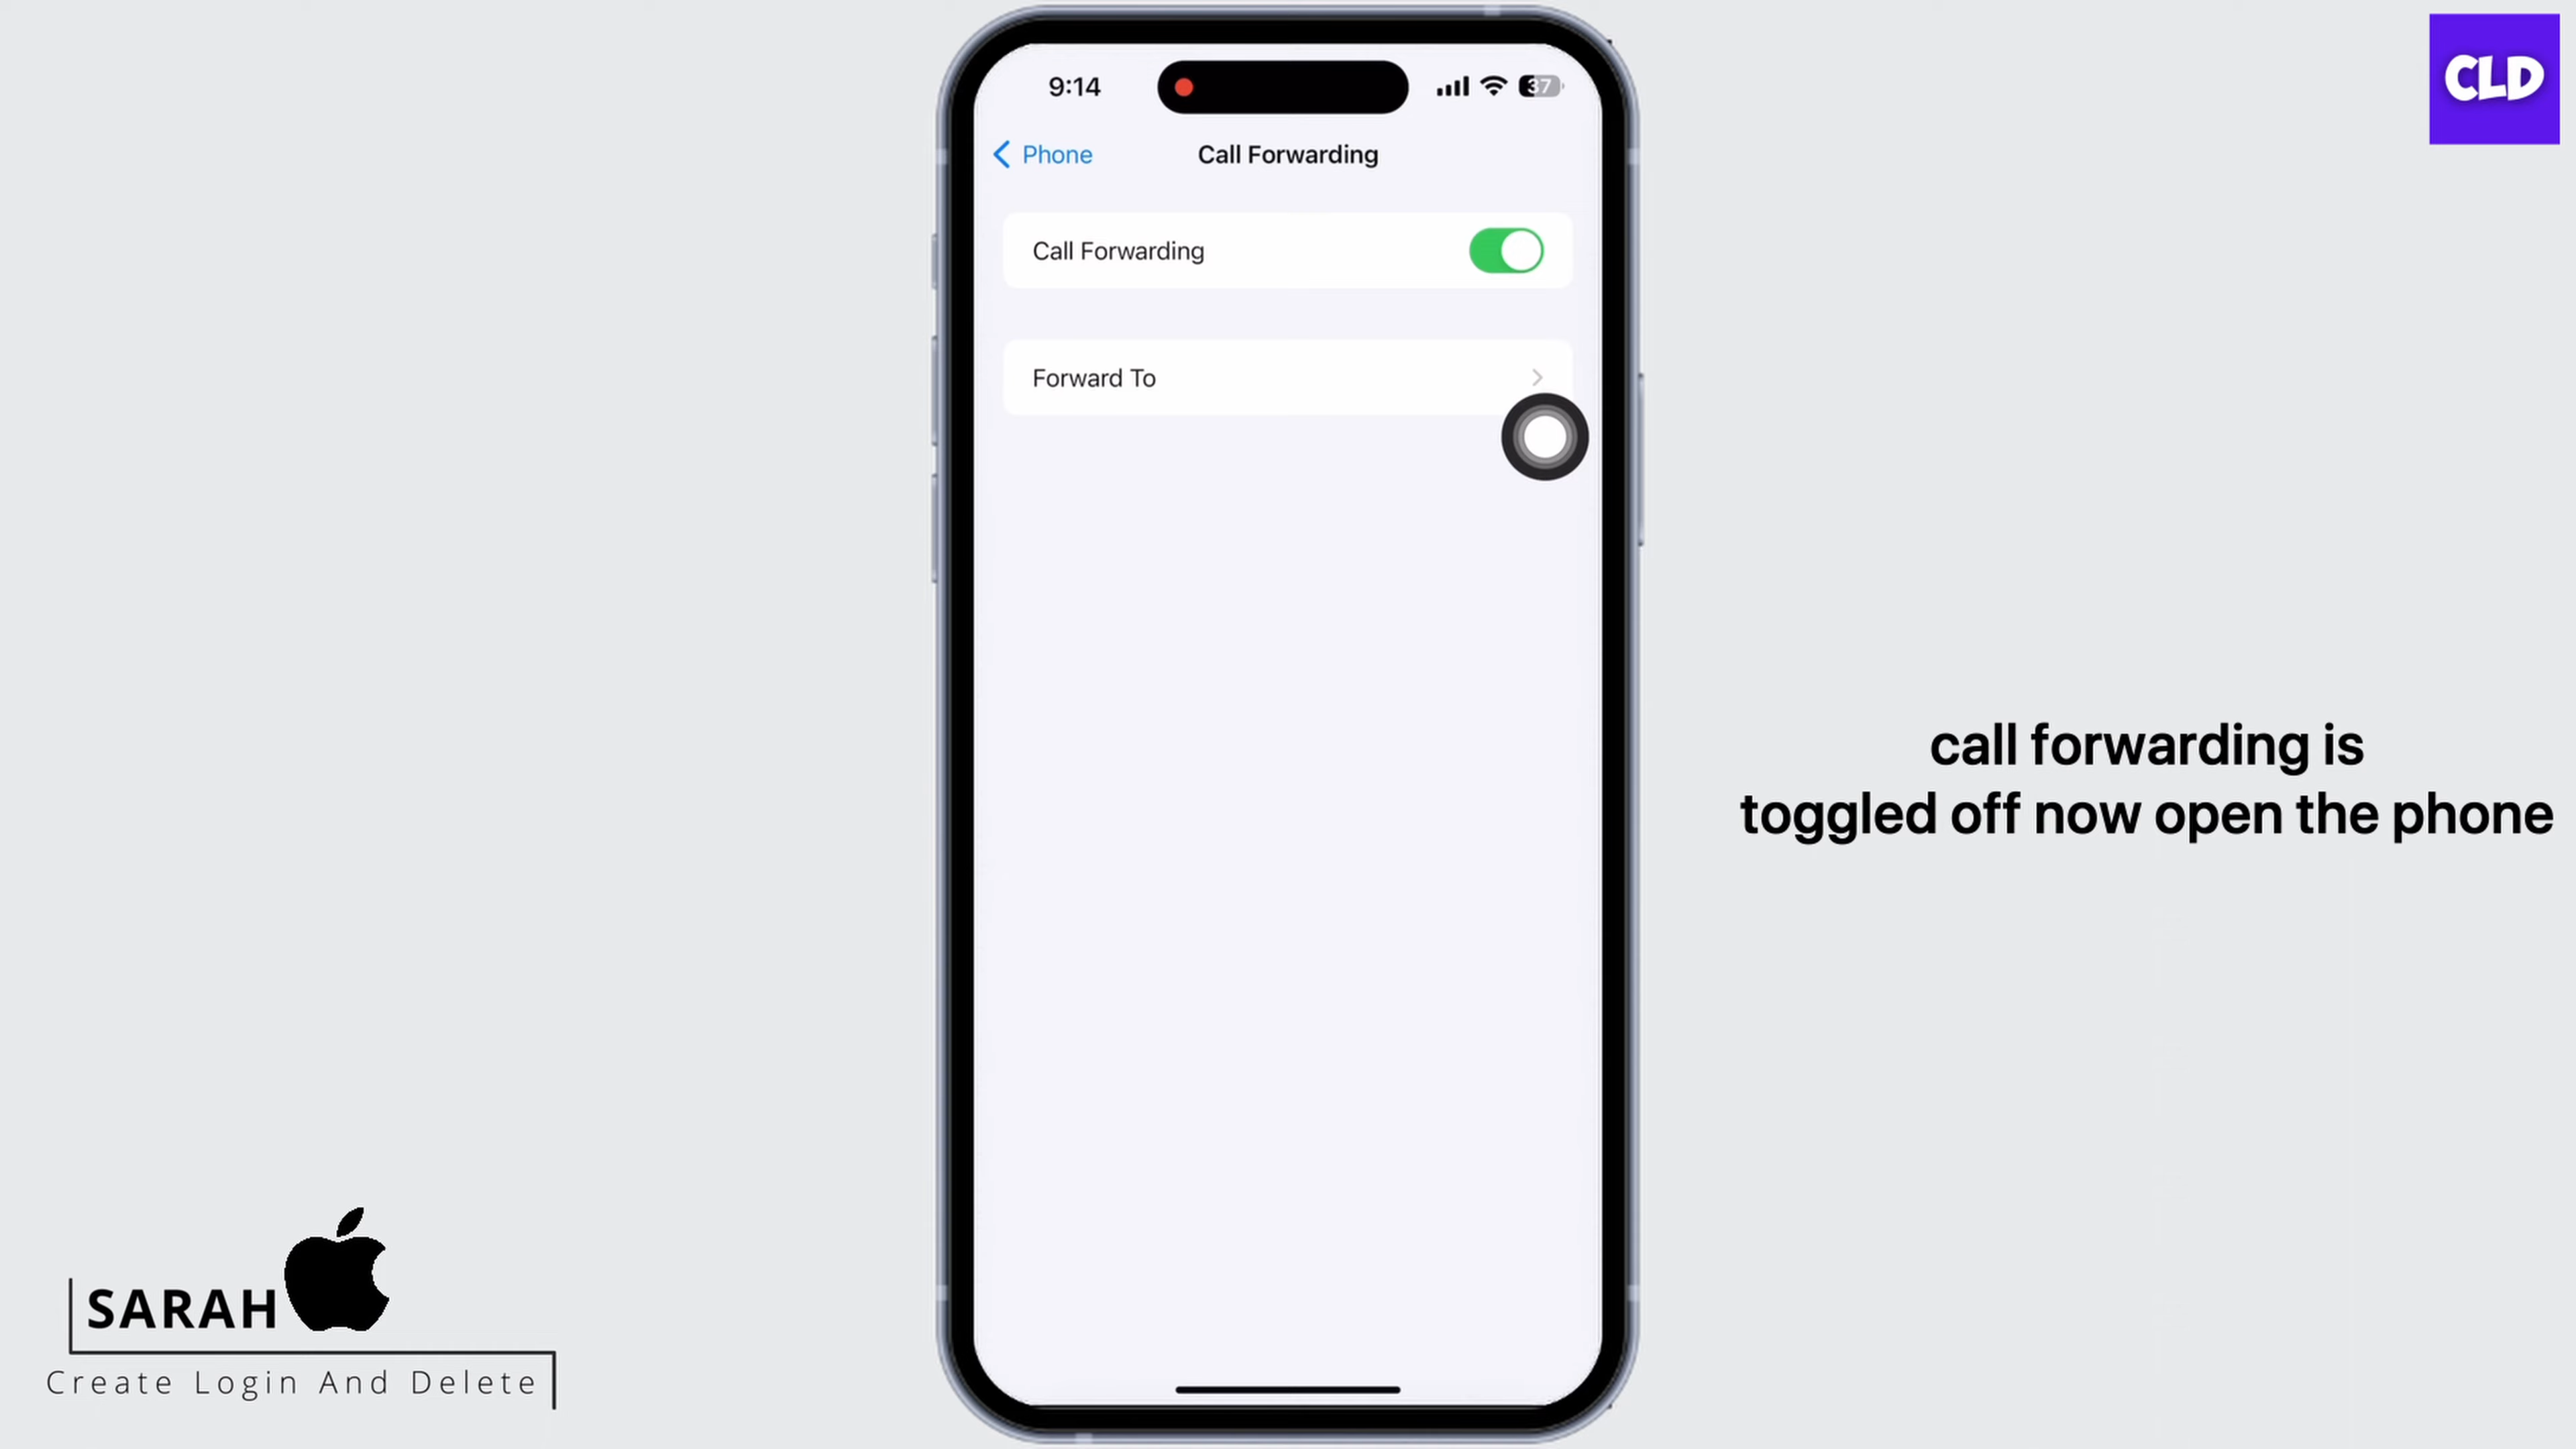 CLD
9:14
37
Phone
Call Forwarding
Call Forwarding
Forward To
call forwarding is
toggled off now open the phone
SARAH
Create Login And Delete